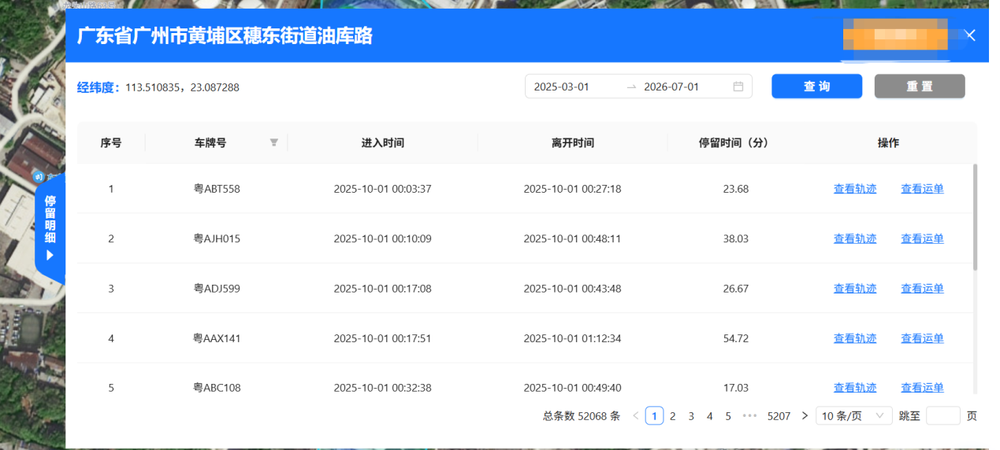 广东省广州市黄埔区穗东街道油库路
经纬度：113.510835，23.087288
2025-03-01 → 2026-07-01 查询 重置
序号 车牌号 进入时间 离开时间 停留时间（分） 操作
1 粤ABT558 2025-10-01 00:03:37 2025-10-01 00:27:18 23.68 查看轨迹 查看运单
2 粤AJH015 2025-10-01 00:10:09 2025-10-01 00:48:11 38.03 查看轨迹 查看运单
3 粤ADJ599 2025-10-01 00:17:08 2025-10-01 00:43:48 26.67 查看轨迹 查看运单
4 粤AAX141 2025-10-01 00:17:51 2025-10-01 01:12:34 54.72 查看轨迹 查看运单
5 粤ABC108 2025-10-01 00:32:38 2025-10-01 00:49:40 17.03 查看轨迹 查看运单
总条数 52068 条 < 1 2 3 4 5 ••• 5207 > 10 条/页 跳至 页
停留明细